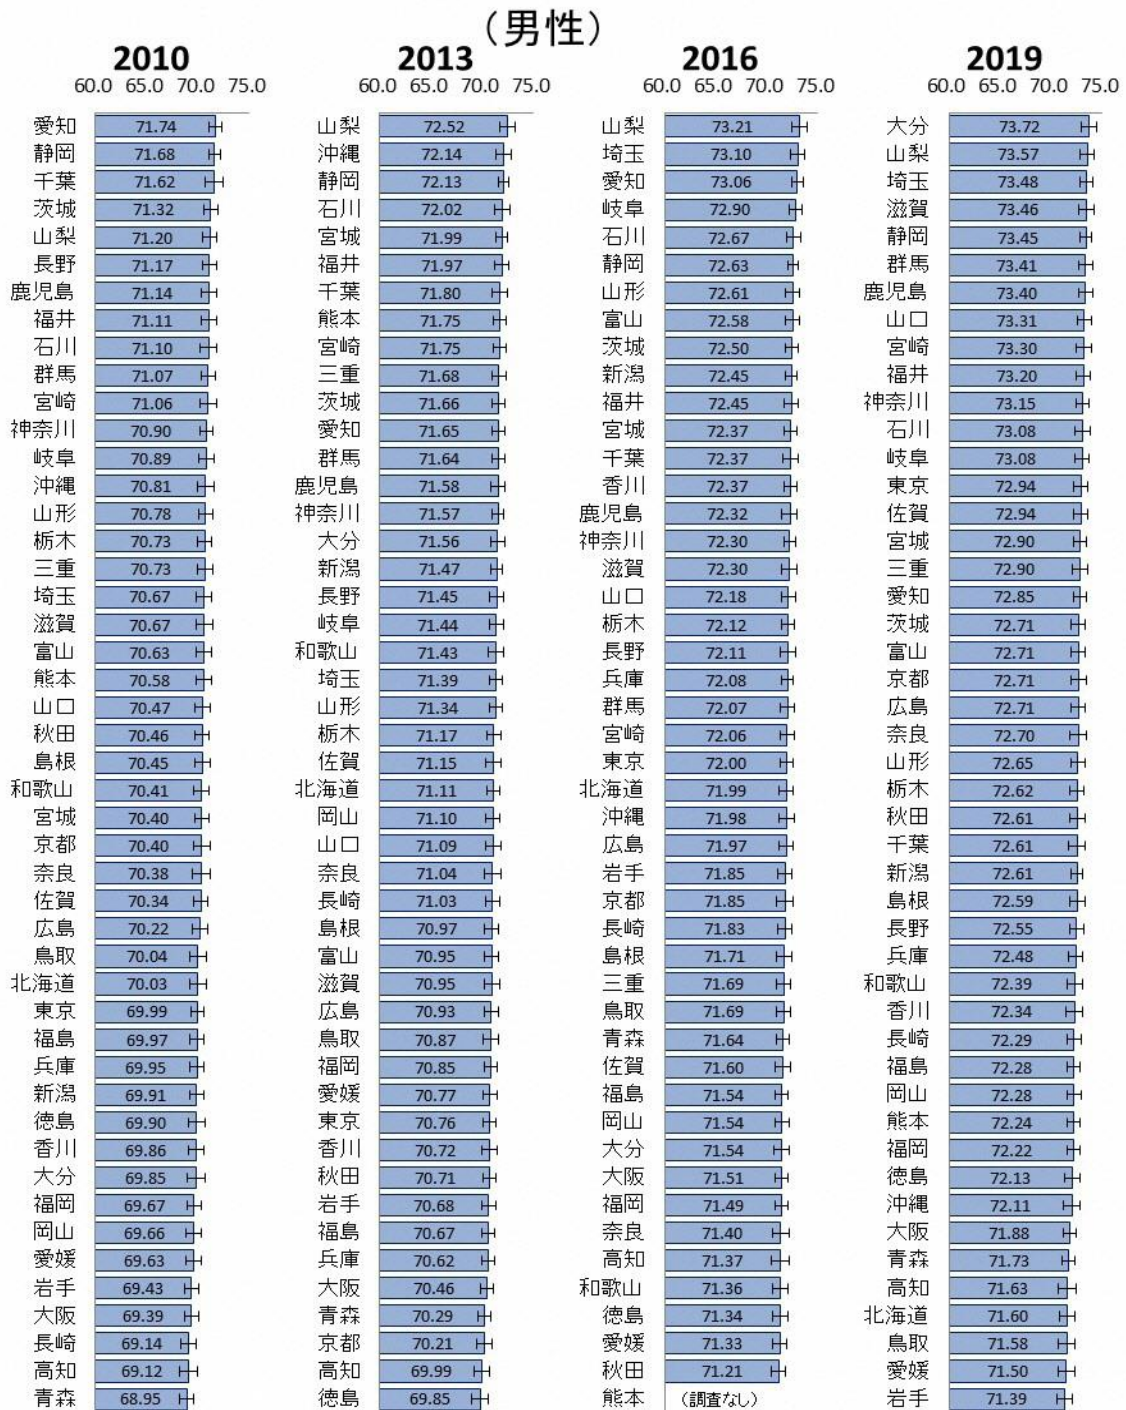 （男性）
2010 2013 2016 2019
60.0 65.0 70.0 75.0 60.0 65.0 70.0 75.0 60.0 65.0 70.0 75.0 60.0 65.0 70.0 75.0
愛知 71.74 山梨 72.52 山梨 73.21 大分 73.72
静岡 71.68 沖縄 72.14 埼玉 73.10 山梨 73.57
千葉 71.62 静岡 72.13 愛知 73.06 埼玉 73.48
茨城 71.32 石川 72.02 岐阜 72.90 滋賀 73.46
山梨 71.20 宮城 71.99 石川 72.67 静岡 73.45
長野 71.17 福井 71.97 静岡 72.63 群馬 73.41
鹿児島 71.14 千葉 71.80 山形 72.61 鹿児島 73.40
福井 71.11 熊本 71.75 富山 72.58 山口 73.31
石川 71.10 宮崎 71.75 茨城 72.50 宮崎 73.30
群馬 71.07 三重 71.68 新潟 72.45 福井 73.20
宮崎 71.06 茨城 71.66 福井 72.45 神奈川 73.15
神奈川 70.90 愛知 71.65 宮城 72.37 石川 73.08
岐阜 70.89 群馬 71.64 千葉 72.37 岐阜 73.08
沖縄 70.81 鹿児島 71.58 香川 72.37 東京 72.94
山形 70.78 神奈川 71.57 鹿児島 72.32 佐賀 72.94
栃木 70.73 大分 71.56 神奈川 72.30 宮城 72.90
三重 70.73 新潟 71.47 滋賀 72.30 三重 72.90
埼玉 70.67 長野 71.45 山口 72.18 愛知 72.85
滋賀 70.67 岐阜 71.44 栃木 72.12 茨城 72.71
富山 70.63 和歌山 71.43 長野 72.11 富山 72.71
熊本 70.58 埼玉 71.39 兵庫 72.08 京都 72.71
山口 70.47 山形 71.34 群馬 72.07 広島 72.71
秋田 70.46 栃木 71.17 宮崎 72.06 奈良 72.70
島根 70.45 佐賀 71.15 東京 72.00 山形 72.65
和歌山 70.41 北海道 71.11 北海道 71.99 栃木 72.62
宮城 70.40 岡山 71.10 沖縄 71.98 秋田 72.61
京都 70.40 山口 71.09 広島 71.97 千葉 72.61
奈良 70.38 奈良 71.04 岩手 71.85 新潟 72.61
佐賀 70.34 長崎 71.03 京都 71.85 島根 72.59
広島 70.22 島根 70.97 長崎 71.83 長野 72.55
鳥取 70.04 富山 70.95 島根 71.71 兵庫 72.48
北海道 70.03 滋賀 70.95 三重 71.69 和歌山 72.39
東京 69.99 広島 70.93 鳥取 71.69 香川 72.34
福島 69.97 鳥取 70.87 青森 71.64 長崎 72.29
兵庫 69.95 福岡 70.85 佐賀 71.60 福島 72.28
新潟 69.91 愛媛 70.77 福島 71.54 岡山 72.28
徳島 69.90 東京 70.76 岡山 71.54 熊本 72.24
香川 69.86 香川 70.72 大分 71.54 福岡 72.22
大分 69.85 秋田 70.71 大阪 71.51 徳島 72.13
福岡 69.67 岩手 70.68 福岡 71.49 沖縄 72.11
岡山 69.66 福島 70.67 奈良 71.40 大阪 71.88
愛媛 69.63 兵庫 70.62 高知 71.37 青森 71.73
岩手 69.43 大阪 70.46 和歌山 71.36 高知 71.63
大阪 69.39 青森 70.29 徳島 71.34 北海道 71.60
長崎 69.14 京都 70.21 愛媛 71.33 鳥取 71.58
高知 69.12 高知 69.99 秋田 71.21 愛媛 71.50
青森 68.95 徳島 69.85 熊本 （調査なし） 岩手 71.39